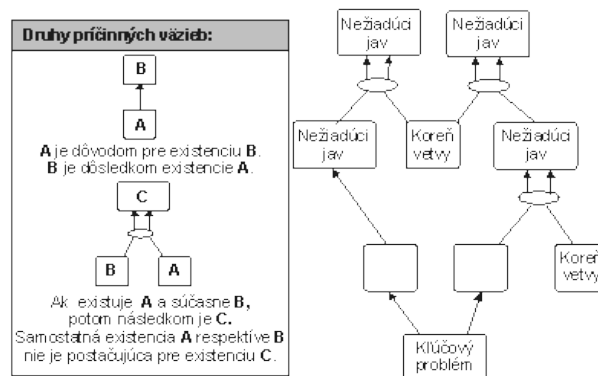 Druhy príčinných väzieb:
B
A
A je dôvodom pre existenciu B.
B je dôsledkom existencie A.
C
B A
Ak existuje A a súčasne B,
potom následkom je C.
Samostatná existencia A respektíve B
nie je postačujúca pre existenciu C.
Nežiadúci
jav
Nežiadúci
jav
Nežiadúci
jav
Koreň
vetvy
Nežiadúci
jav
Koreň
vetvy
Kľúčový
problém